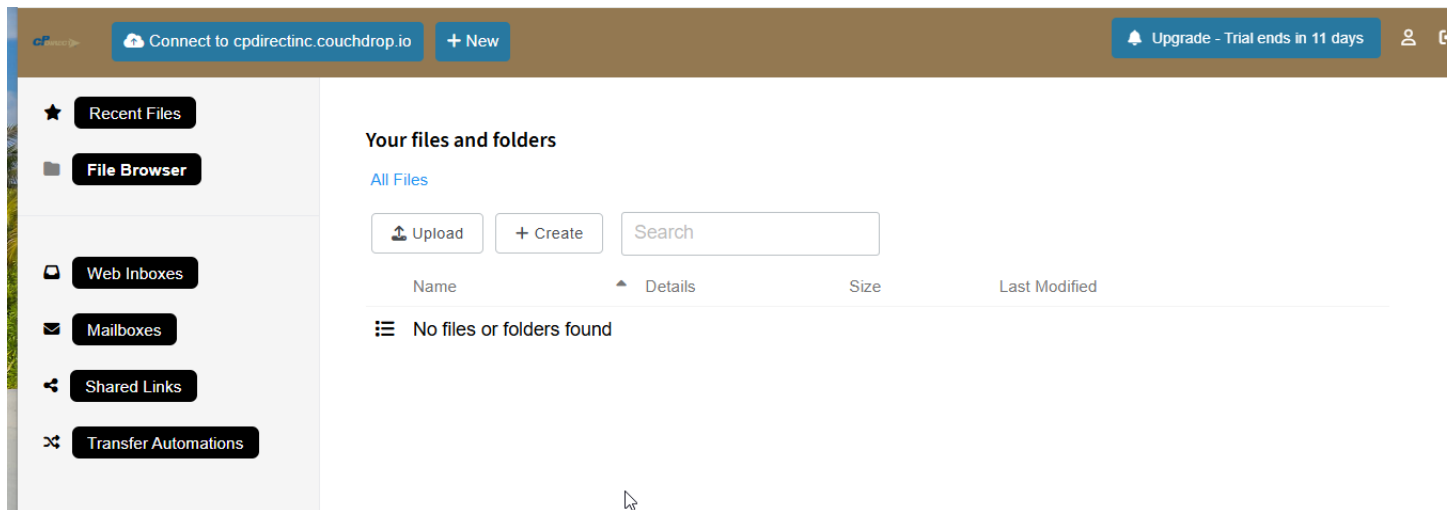 cP
Connect to cpdirectinc.couchdrop.io
+ New
Upgrade - Trial ends in 11 days
Recent Files
File Browser
Your files and folders
All Files
Upload
+ Create
Search
Web Inboxes
Mailboxes
Shared Links
Transfer Automations
Name
Details
Size
Last Modified
No files or folders found